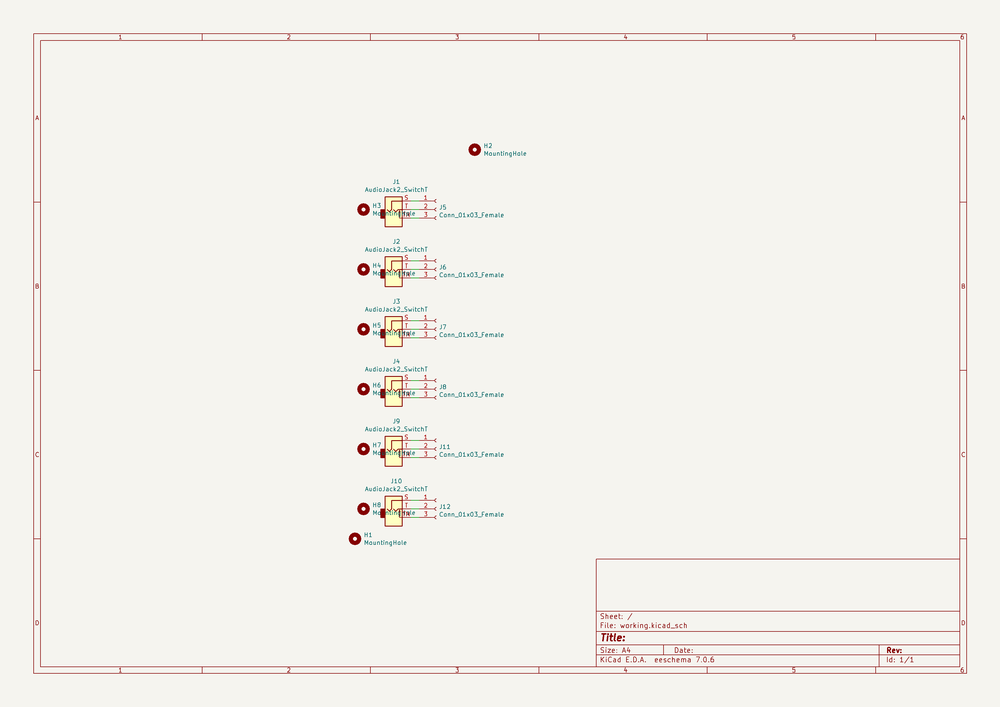 1 2 3 4 5 6
A A
H2
MountingHole
J1
AudioJack2_SwitchT
H3
MountingHole
S 1
T 2
TN 3
J5
Conn_01x03_Female
J2
AudioJack2_SwitchT
H4
MountingHole
S 1
T 2
TN 3
J6
Conn_01x03_Female
B B
J3
AudioJack2_SwitchT
H5
MountingHole
S 1
T 2
TN 3
J7
Conn_01x03_Female
J4
AudioJack2_SwitchT
H6
MountingHole
S 1
T 2
TN 3
J8
Conn_01x03_Female
J9
AudioJack2_SwitchT
H7
MountingHole
S 1
T 2
TN 3
J11
Conn_01x03_Female
C C
J10
AudioJack2_SwitchT
H8
MountingHole
S 1
T 2
TN 3
J12
Conn_01x03_Female
H1
MountingHole
D D
Sheet: /
File: working.kicad_sch
Title:
Size: A4 Date: Rev:
KiCad E.D.A. eeschema 7.0.6 Id: 1/1
1 2 3 4 5 6